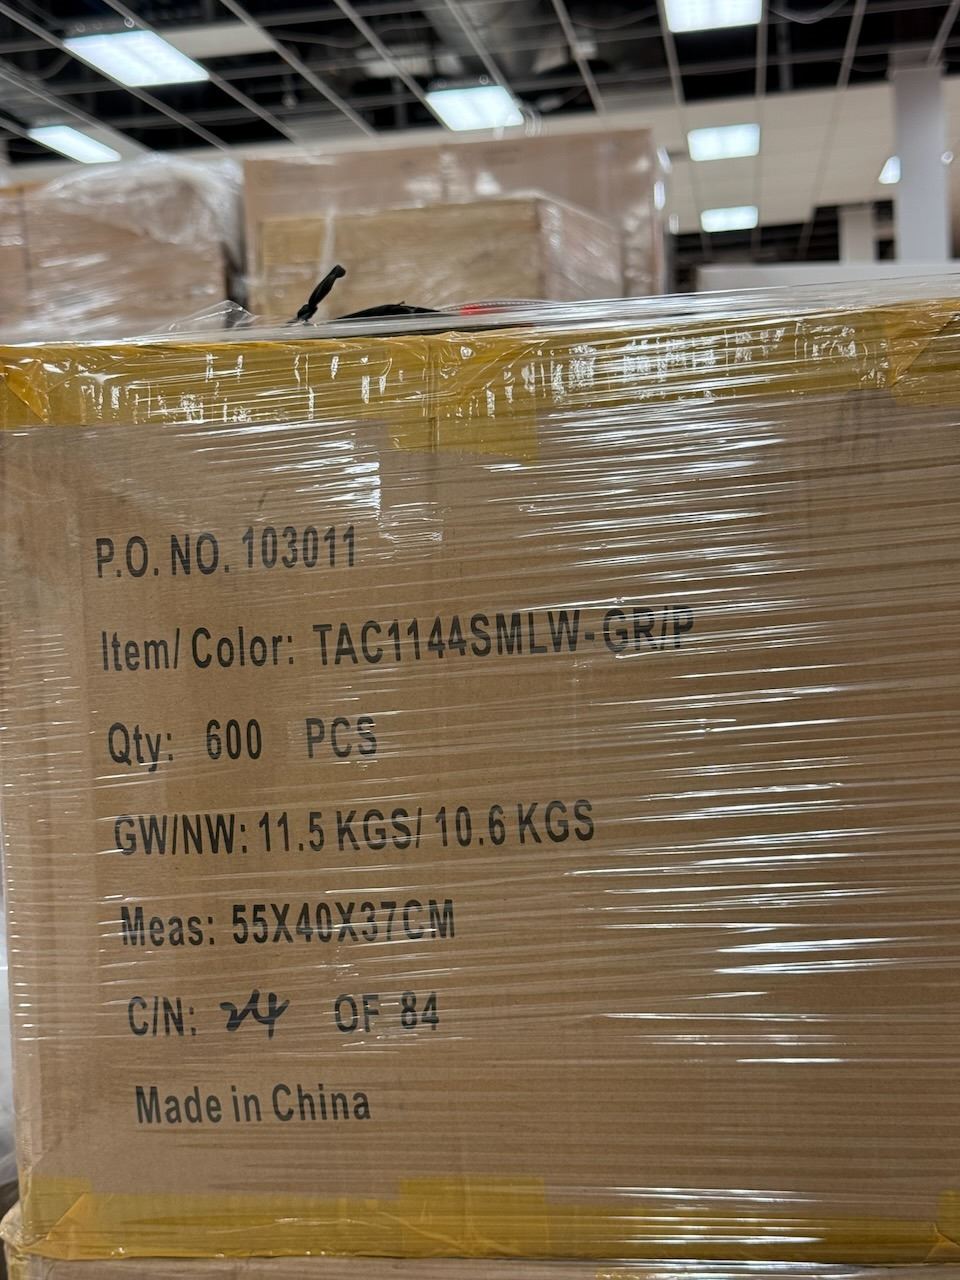 P.O. NO. 103011
Item/ Color: TAC1144SMLW-GR/P
Qty: 600 PCS
GW/NW: 11.5 KGS/ 10.6 KGS
Meas: 55X40X37CM
C/N: 24 OF 84
Made in China